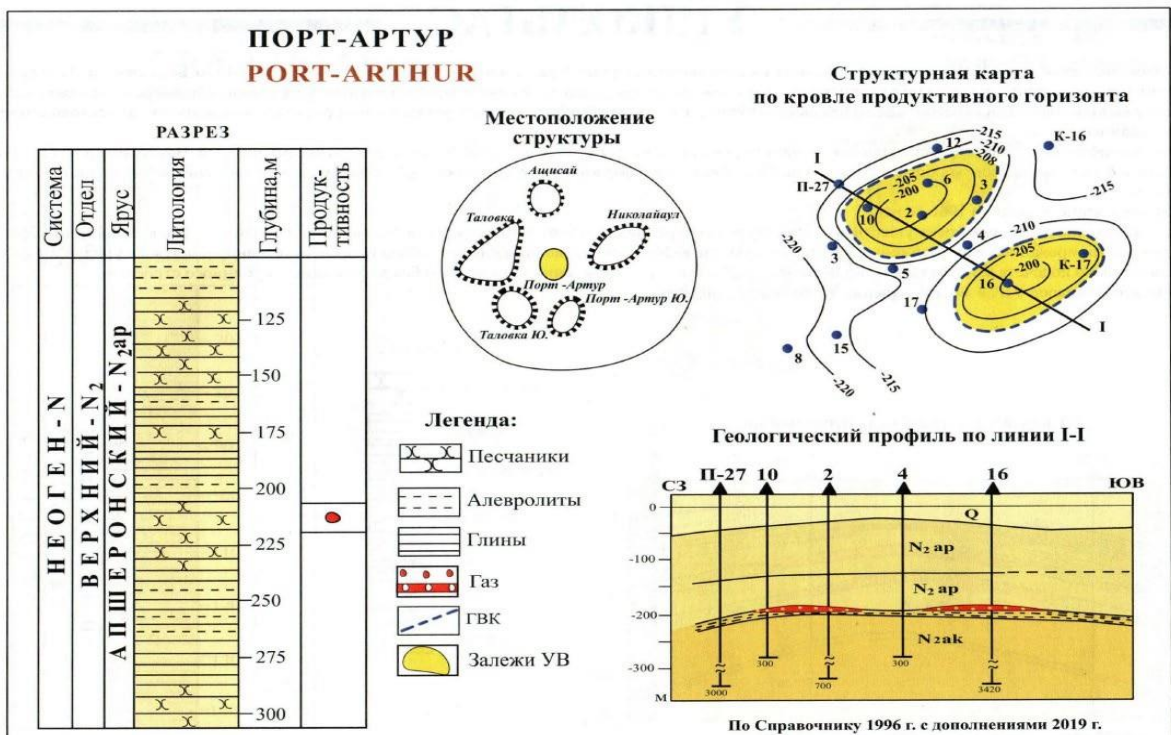 ПОРТ-АРТУР
PORT-ARTHUR
РАЗРЕЗ
Система
Отдел
Ярус
Литология
Глубина,м
Продук-
тивность
НЕОГЕН - N
ВЕРХНИЙ - N₂
АПШЕРОНСКИЙ - N₂ap
125
150
175
200
225
250
275
300
Местоположение
структуры
Ащисай
Таловка
Николайаул
Порт -Артур
Порт -Артур Ю.
Таловка Ю.
Легенда:
Песчаники
Алевролиты
Глины
Газ
ГВК
Залежи УВ
Структурная карта
по кровле продуктивного горизонта
-215
-210
-208
12
К-16
I
П-27
-205
-200
6
3
10
2
-215
-210
-220
3
4
5
-205
-200
К-17
16
17
I
8
15
-220
-215
Геологический профиль по линии I-I
СЗ
П-27
10
2
4
16
ЮВ
0
-100
-200
-300
М
Q
N₂ ap
N₂ ap
N₂ak
3000
300
700
300
3420
По Справочнику 1996 г. с дополнениями 2019 г.